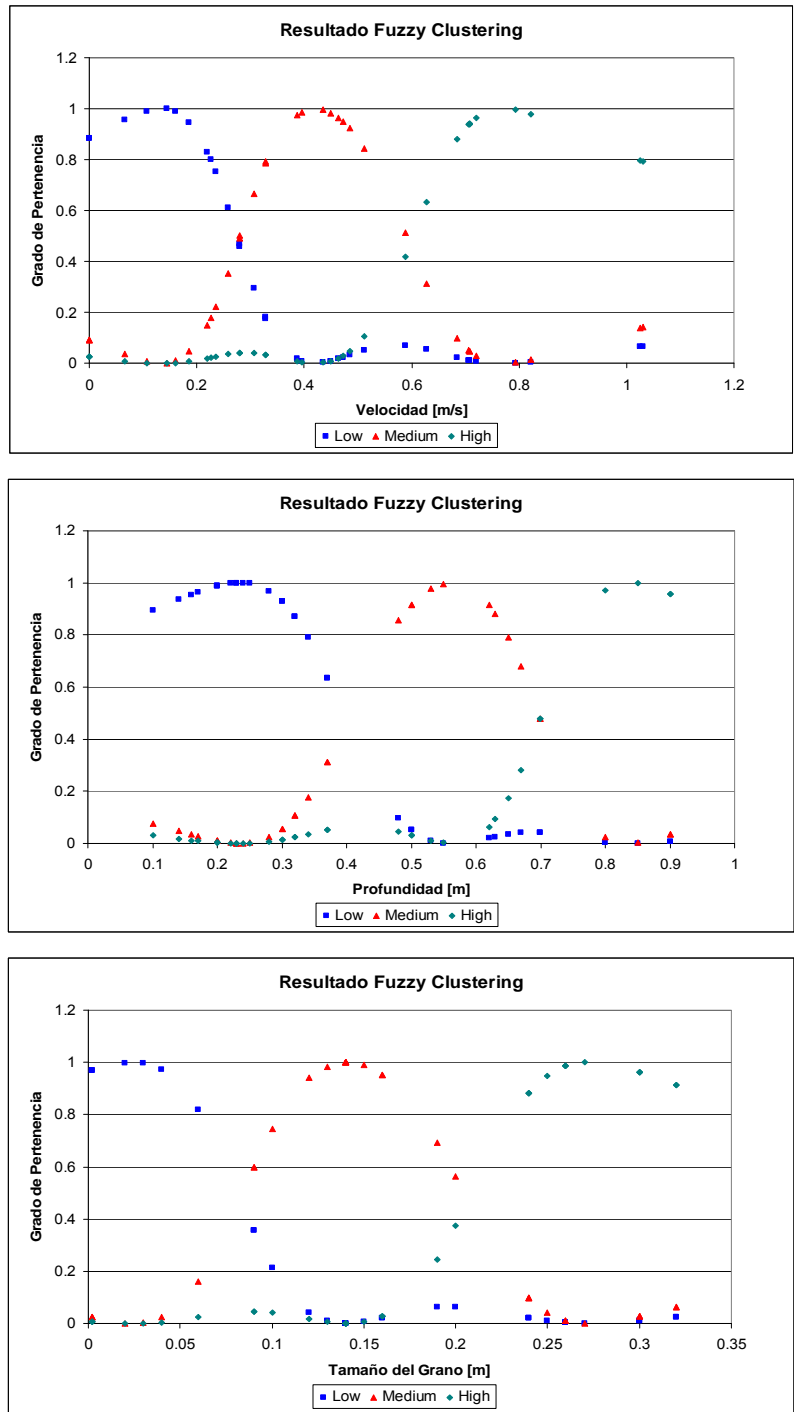 Resultado Fuzzy Clustering
1.2
1
0.8
0.6
0.4
0.2
0
Grado de Pertenencia
0 0.2 0.4 0.6 0.8 1 1.2
Velocidad [m/s]
Low Medium High
Resultado Fuzzy Clustering
1.2
1
0.8
0.6
0.4
0.2
0
Grado de Pertenencia
0 0.1 0.2 0.3 0.4 0.5 0.6 0.7 0.8 0.9 1
Profundidad [m]
Low Medium High
Resultado Fuzzy Clustering
1.2
1
0.8
0.6
0.4
0.2
0
Grado de Pertenencia
0 0.05 0.1 0.15 0.2 0.25 0.3 0.35
Tamaño del Grano [m]
Low Medium High